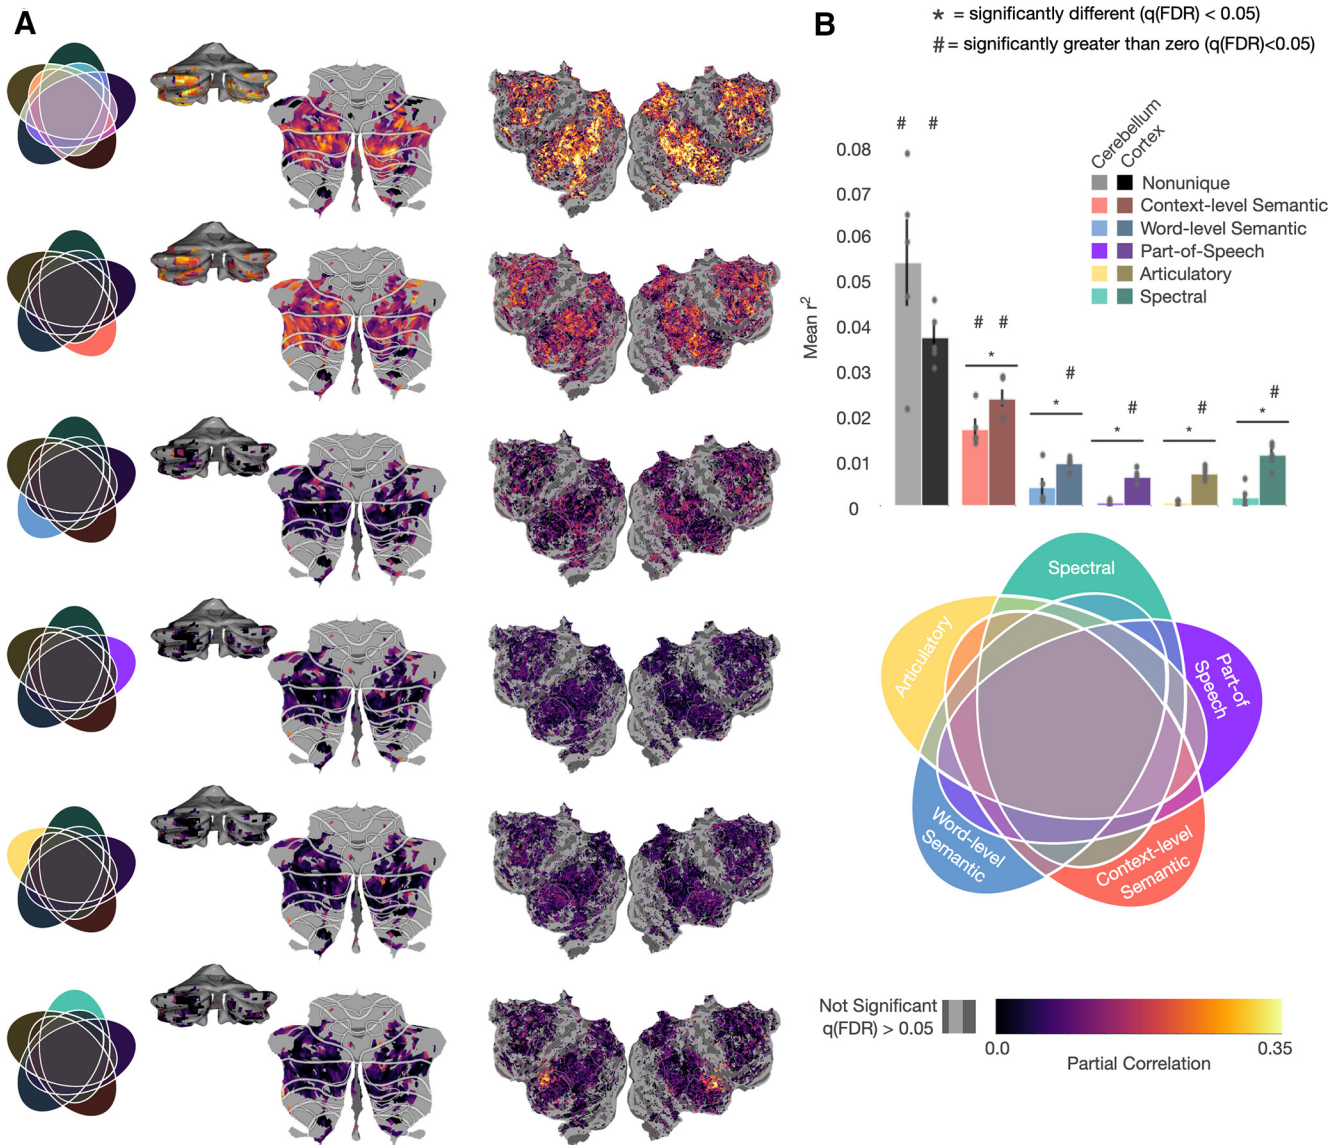 A
B
* = significantly different (q(FDR) < 0.05)
# = significantly greater than zero (q(FDR)<0.05)
# #
Cerebellum
Cortex
Nonunique
Context-level Semantic
Word-level Semantic
Part-of-Speech
Articulatory
Spectral
Mean r²
0.08
0.07
0.06
0.05
0.04
0.03
0.02
0.01
0
# #
*
#
*
#
*
#
*
#
*
Spectral
Articulatory
Part-of
Speech
Word-level
Semantic
Context-level
Semantic
Not Significant
q(FDR) > 0.05
0.0
0.35
Partial Correlation